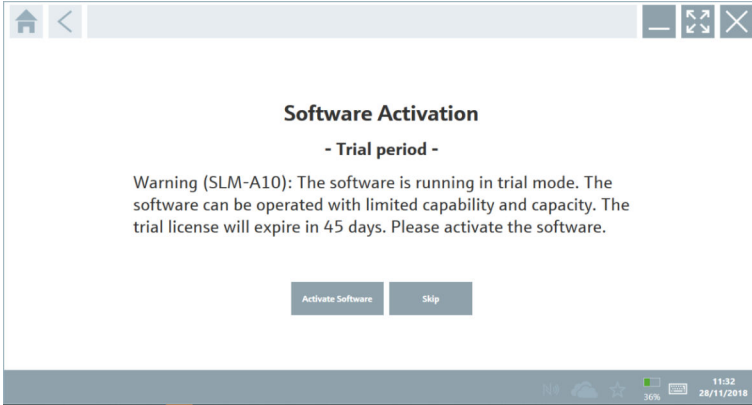 Software Activation
- Trial period -
Warning (SLM-A10): The software is running in trial mode. The
software can be operated with limited capability and capacity. The
trial license will expire in 45 days. Please activate the software.
Activate Software Skip
36%
11:32
28/11/2018